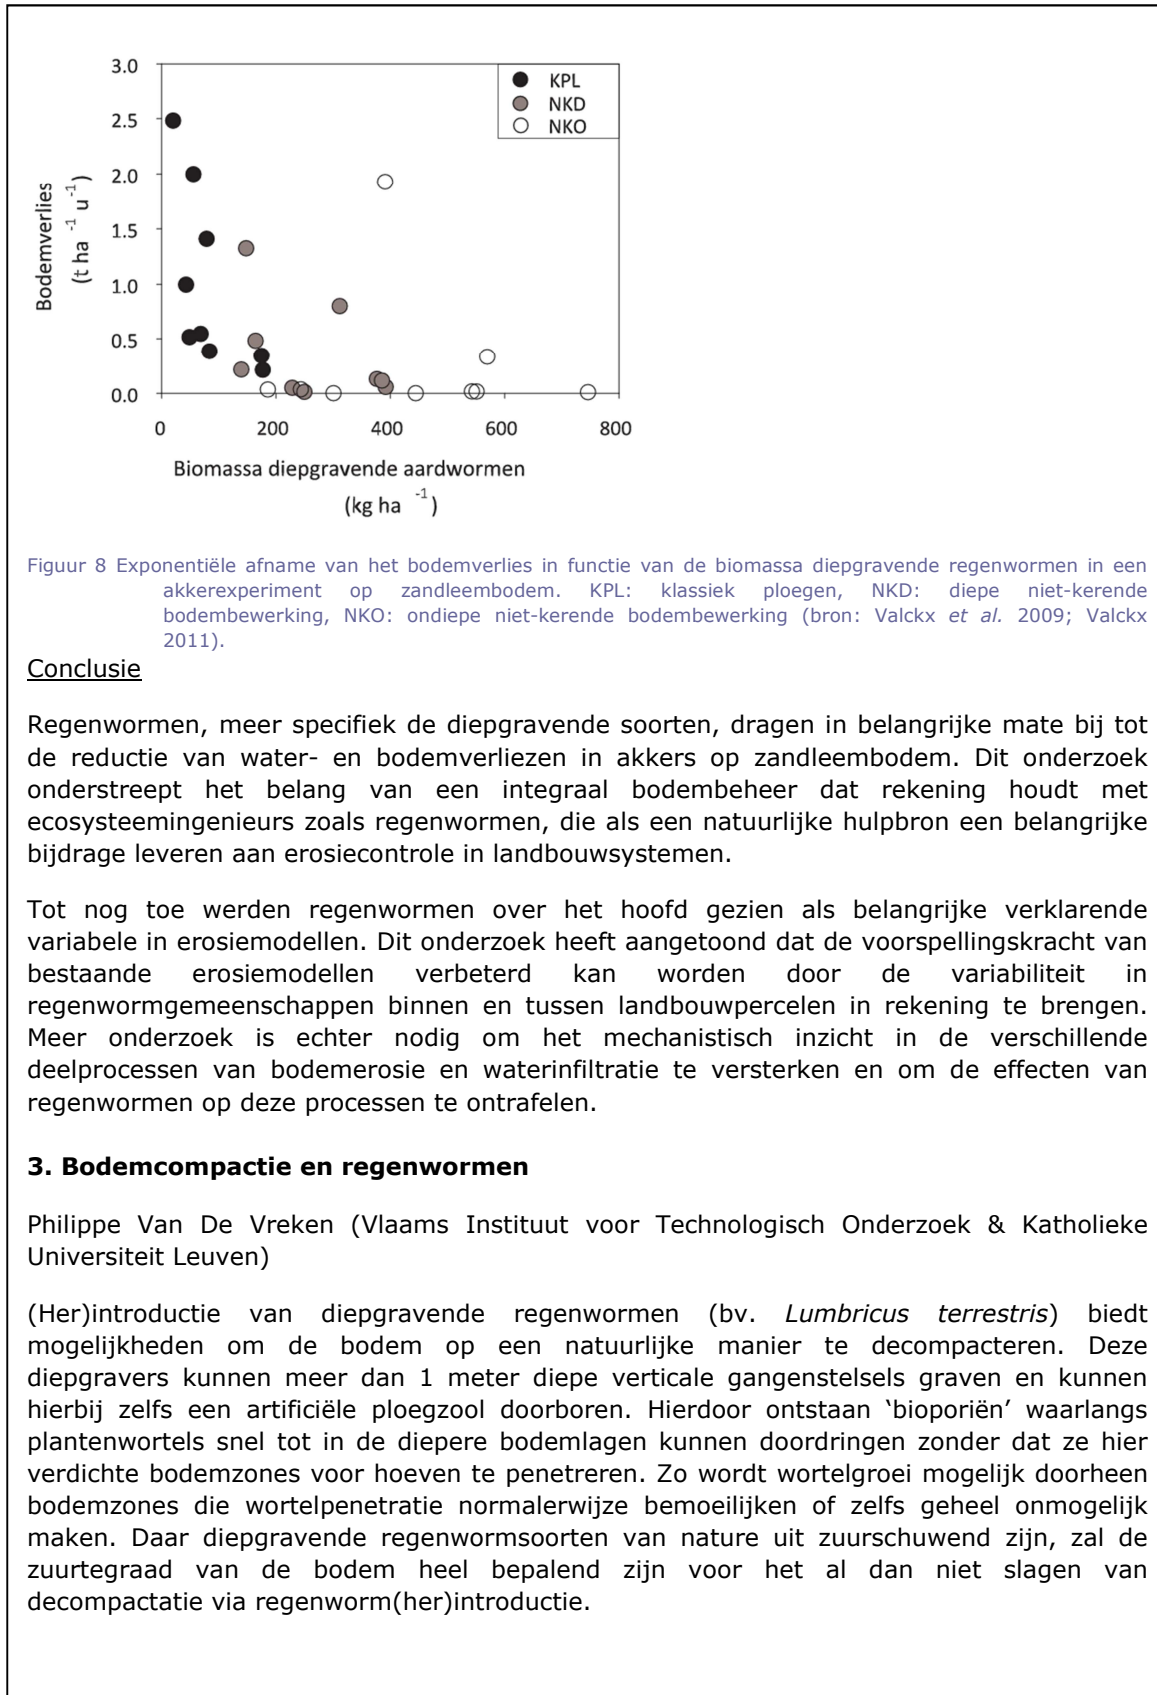 3.0
KPL
NKD
NKO
2.5
2.0
1.5
1.0
0.5
0.0
Bodemverlies
(t ha -1 u-1)
0 200 400 600 800
Biomassa diepgravende aardwormen
(kg ha -1)
Figuur 8 Exponentiële afname van het bodemverlies in functie van de biomassa diepgravende regenwormen in een
akkerexperiment op zandleembodem. KPL: klassiek ploegen, NKD: diepe niet-kerende
bodembewerking, NKO: ondiepe niet-kerende bodembewerking (bron: Valckx et al. 2009; Valckx
2011).
Conclusie
Regenwormen, meer specifiek de diepgravende soorten, dragen in belangrijke mate bij tot
de reductie van water- en bodemverliezen in akkers op zandleembodem. Dit onderzoek
onderstreept het belang van een integraal bodembeheer dat rekening houdt met
ecosysteemingenieurs zoals regenwormen, die als een natuurlijke hulpbron een belangrijke
bijdrage leveren aan erosiecontrole in landbouwsystemen.
Tot nog toe werden regenwormen over het hoofd gezien als belangrijke verklarende
variabele in erosiemodellen. Dit onderzoek heeft aangetoond dat de voorspellingskracht van
bestaande erosiemodellen verbeterd kan worden door de variabiliteit in
regenwormgemeenschappen binnen en tussen landbouwpercelen in rekening te brengen.
Meer onderzoek is echter nodig om het mechanistisch inzicht in de verschillende
deelprocessen van bodemerosie en waterinfiltratie te versterken en om de effecten van
regenwormen op deze processen te ontrafelen.
3. Bodemcompactie en regenwormen
Philippe Van De Vreken (Vlaams Instituut voor Technologisch Onderzoek & Katholieke
Universiteit Leuven)
(Her)introductie van diepgravende regenwormen (bv. Lumbricus terrestris) biedt
mogelijkheden om de bodem op een natuurlijke manier te decompacteren. Deze
diepgravers kunnen meer dan 1 meter diepe verticale gangenstelsels graven en kunnen
hierbij zelfs een artificiële ploegzool doorboren. Hierdoor ontstaan ‘bioporiën’ waarlangs
plantenwortels snel tot in de diepere bodemlagen kunnen doordringen zonder dat ze hier
verdichte bodemzones voor hoeven te penetreren. Zo wordt wortelgroei mogelijk doorheen
bodemzones die wortelpenetratie normalerwijze bemoeilijken of zelfs geheel onmogelijk
maken. Daar diepgravende regenwormsoorten van nature uit zuurschuwend zijn, zal de
zuurtegraad van de bodem heel bepalend zijn voor het al dan niet slagen van
decompactatie via regenworm(her)introductie.